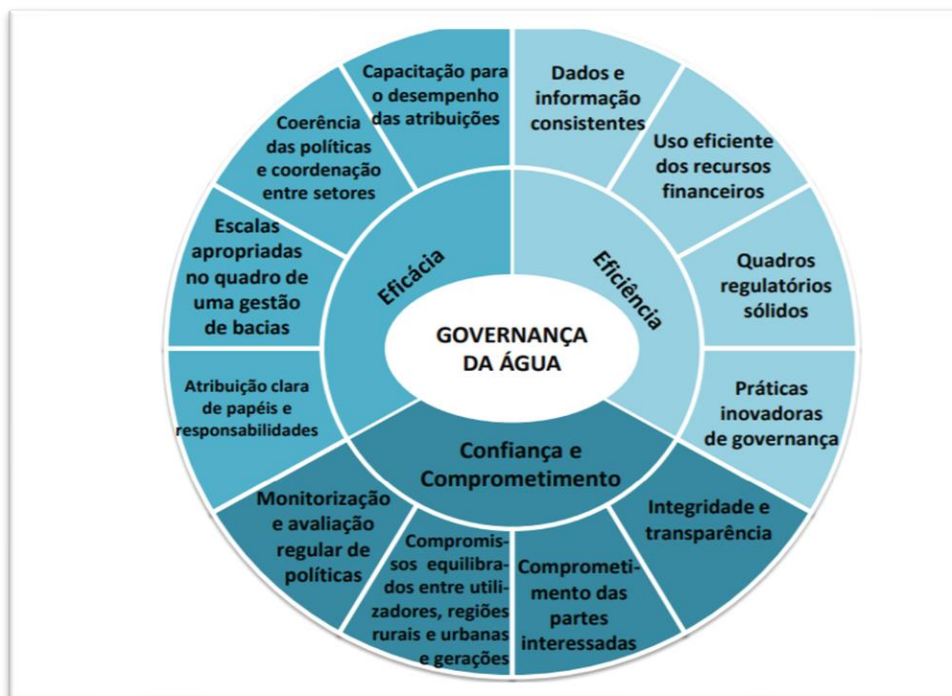 Capacitação para
o desempenho
das atribuições
Dados e
informação
consistentes
Coerência
das políticas
e coordenação
entre setores
Uso eficiente
dos recursos
financeiros
Escalas
apropriadas
no quadro de
uma gestão
de bacias
Eficácia
Eficiência
Quadros
regulatórios
sólidos
GOVERNANÇA
DA ÁGUA
Atribuição clara
de papéis e
responsabilidades
Práticas
inovadoras
de governança
Confiança e
Comprometimento
Monitorização
e avaliação
regular de
políticas
Compromis-
sos equilibra-
dos entre utili-
zadores, regiões
rurais e urbanas
e gerações
Comprometi-
mento das
partes
interessadas
Integridade e
transparência